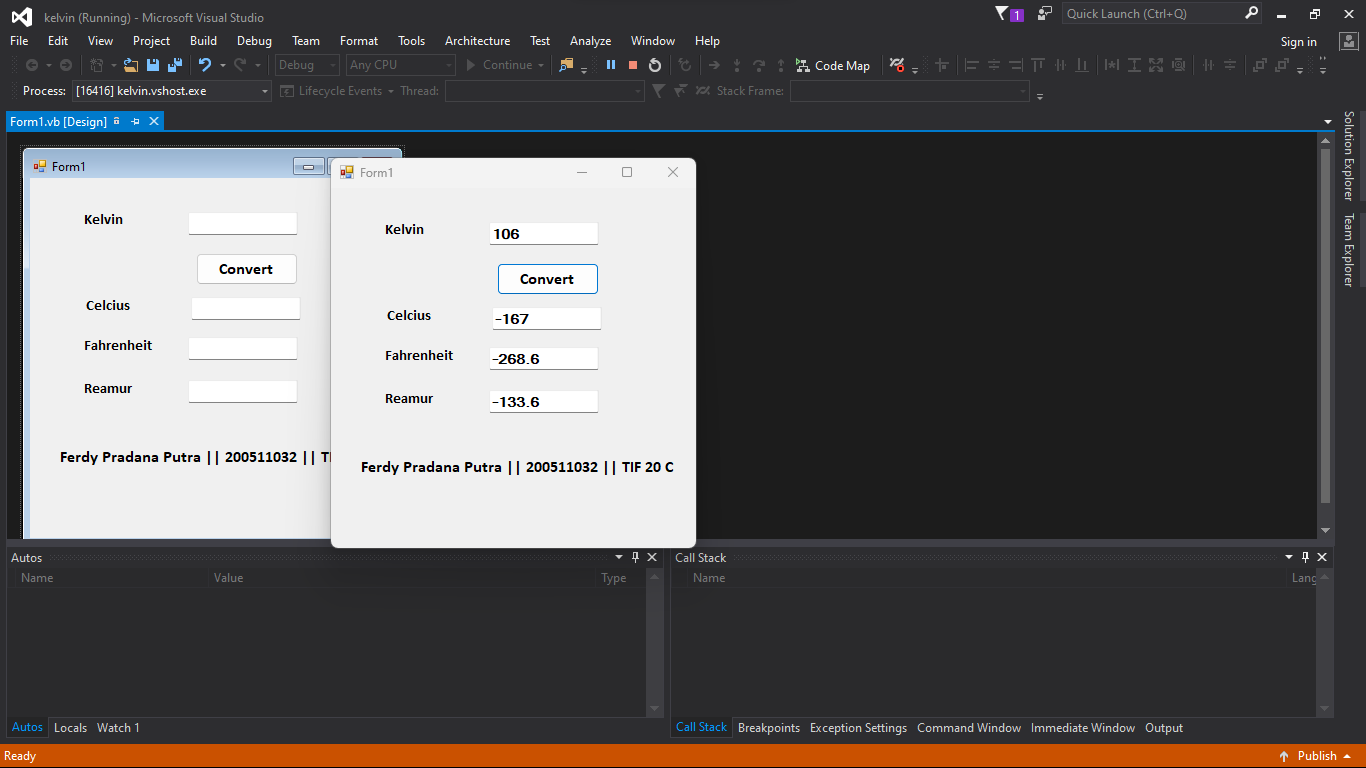 kelvin (Running) - Microsoft Visual Studio
1
Quick Launch (Ctrl+Q)
File Edit View Project Build Debug Team Format Tools Architecture Test Analyze Window Help
Sign in
Debug Any CPU Continue Code Map
Process: [16416] kelvin.vshost.exe Lifecycle Events Thread: Stack Frame:
Form1.vb [Design]
Solution Explorer
Team Explorer
Form1
Kelvin
Convert
Celcius
Fahrenheit
Reamur
Ferdy Pradana Putra || 200511032 ||
Form1
Kelvin 106
Convert
Celcius -167
Fahrenheit -268.6
Reamur -133.6
Ferdy Pradana Putra || 200511032 || TIF 20 C
Autos
Name Value Type
Call Stack
Name Lang
Autos Locals Watch 1
Call Stack Breakpoints Exception Settings Command Window Immediate Window Output
Ready
Publish